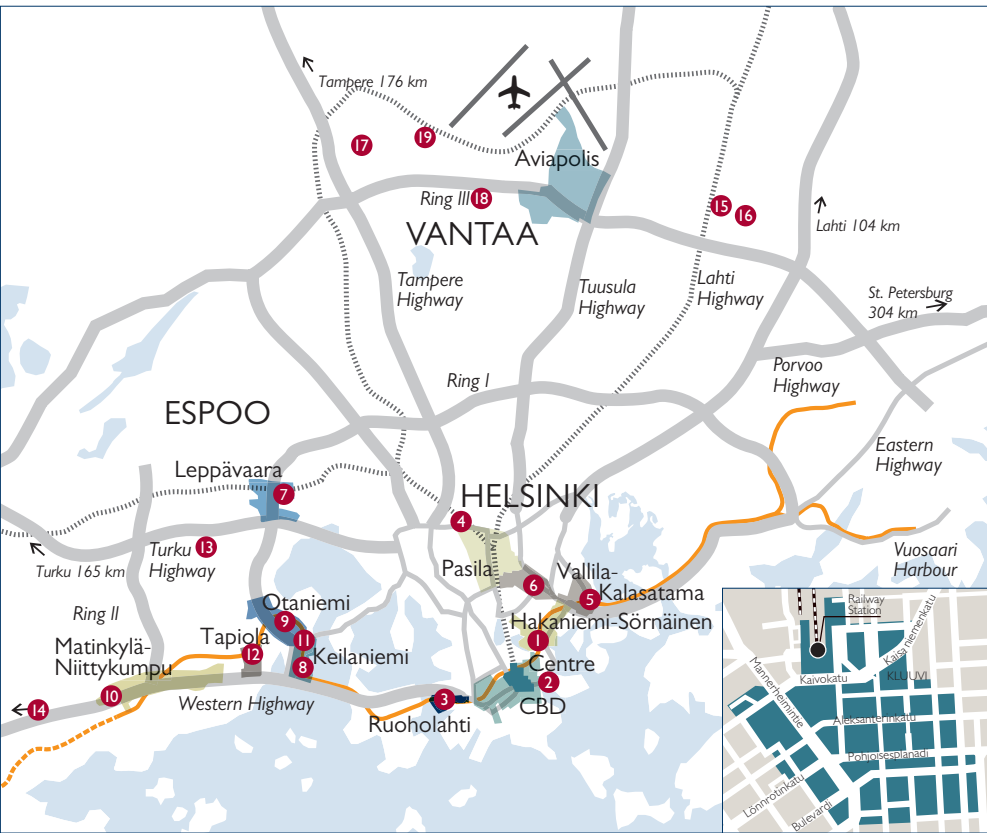 Tampere 176 km
17
19
Aviapolis
Ring III 18
15
16
VANTAA
Lahti 104 km
Tampere
Highway
Tuusula
Highway
Lahti
Highway
St. Petersburg
304 km
Porvoo
Highway
Ring I
ESPOO
Eastern
Highway
Leppävaara
7
HELSINKI
4
Turku 165 km
Turku
Highway
13
Pasila
6
Vallila-
Kalasatama
5
Vuosaari
Harbour
Ring II
Otaniemi
9
11
Hakaniemi-Sörnäinen
1
Matinkylä-
Niittykumpu
Tapiola
12
Keilaniemi
8
Centre
2
CBD
10
14
Western Highway
3
Ruoholahti
Railway
Station
Kaisaniemenkatu
KLUUVI
Kaivokatu
Mannerheimintie
Aleksanterinkatu
Pohjoisesplanadi
Lönnrotinkatu
Bulevardi